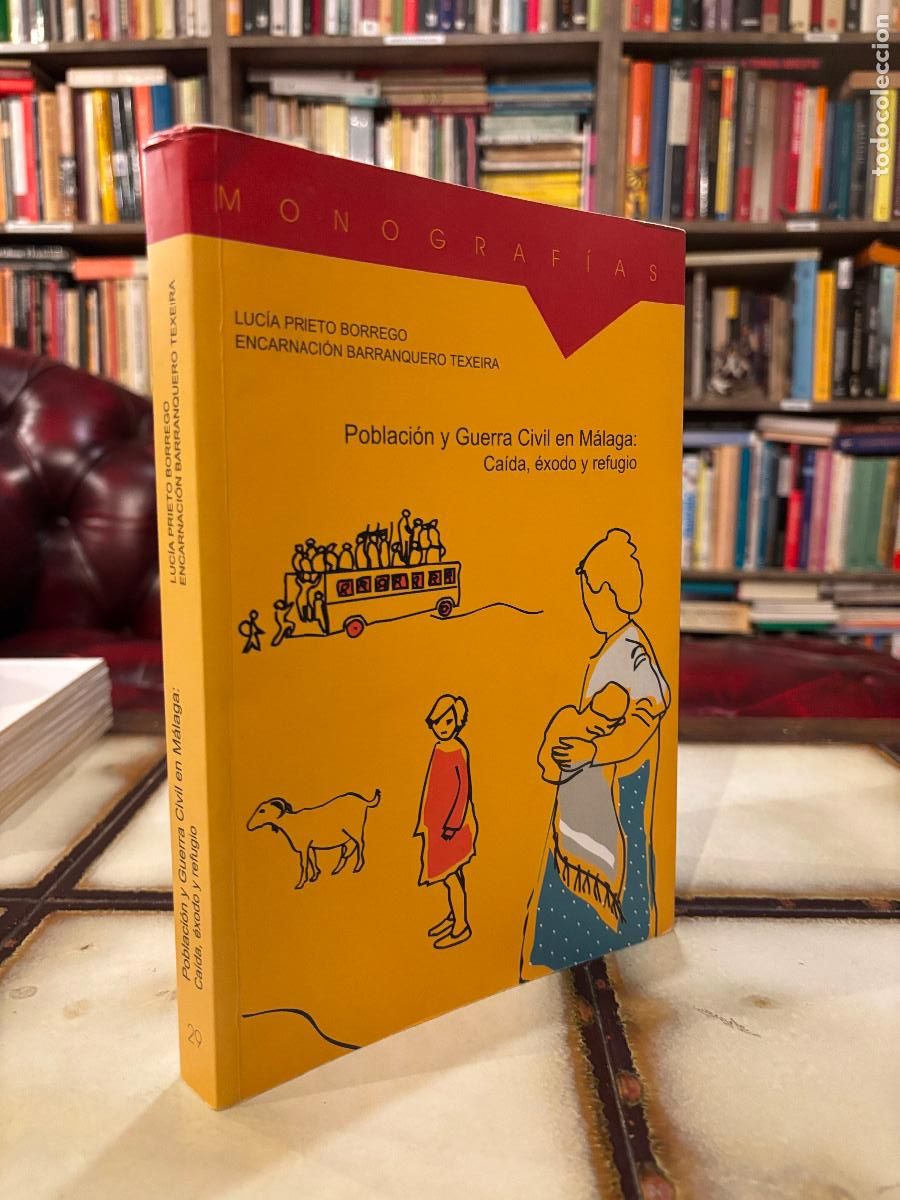 todocoleccion
MONOGRAFÍAS
LUCÍA PRIETO BORREGO
ENCARNACIÓN BARRANQUERO TEXEIRA
Población y Guerra Civil en Málaga:
Caída, éxodo y refugio
LUCÍA PRIETO BORREGO
ENCARNACIÓN BARRANQUERO TEXEIRA
Población y Guerra Civil en Málaga:
Caída, éxodo y refugio
29